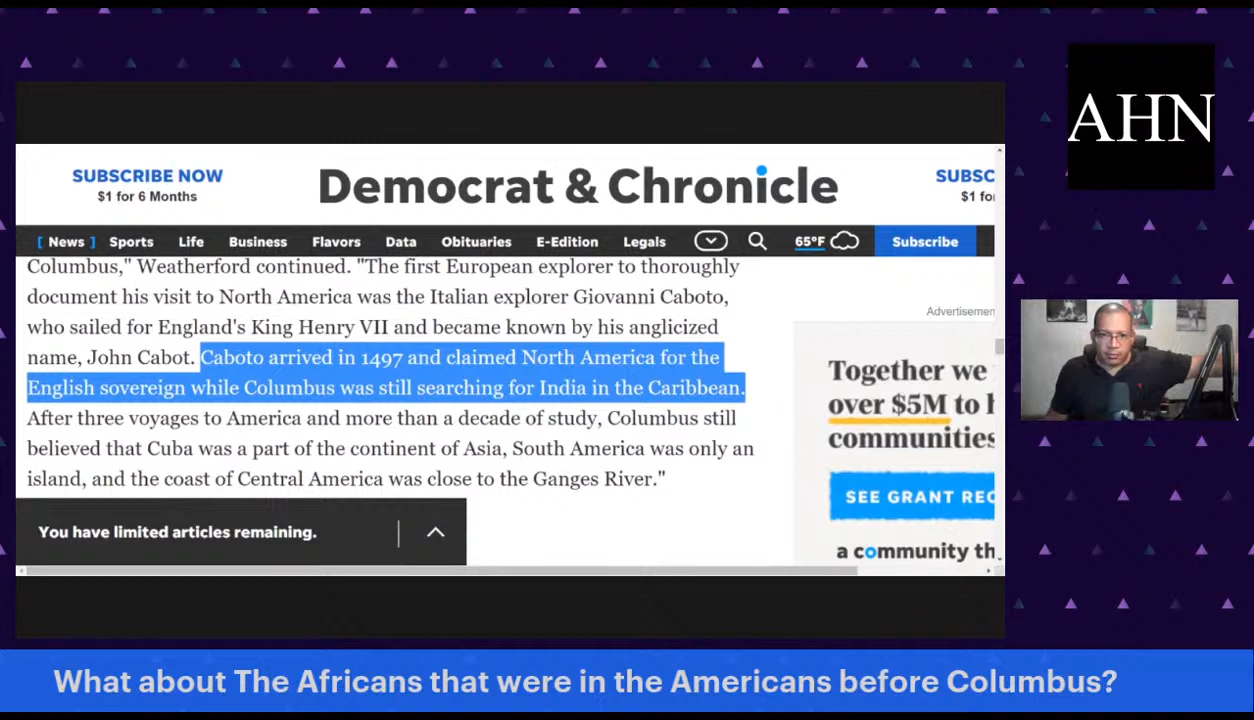 AHN
SUBSCRIBE NOW
$1 for 6 Months
Democrat & Chronicle
SUBSC
$1 fo
[ News ] Sports Life Business Flavors Data Obituaries E-Edition Legals 65°F Subscribe
Columbus," Weatherford continued. "The first European explorer to thoroughly
document his visit to North America was the Italian explorer Giovanni Caboto,
who sailed for England's King Henry VII and became known by his anglicized
name, John Cabot. Caboto arrived in 1497 and claimed North America for the
English sovereign while Columbus was still searching for India in the Caribbean.
After three voyages to America and more than a decade of study, Columbus still
believed that Cuba was a part of the continent of Asia, South America was only an
island, and the coast of Central America was close to the Ganges River."
You have limited articles remaining.
Advertisemen
Together we
over $5M to h
communities
SEE GRANT REC
a community th
What about The Africans that were in the Americans before Columbus?